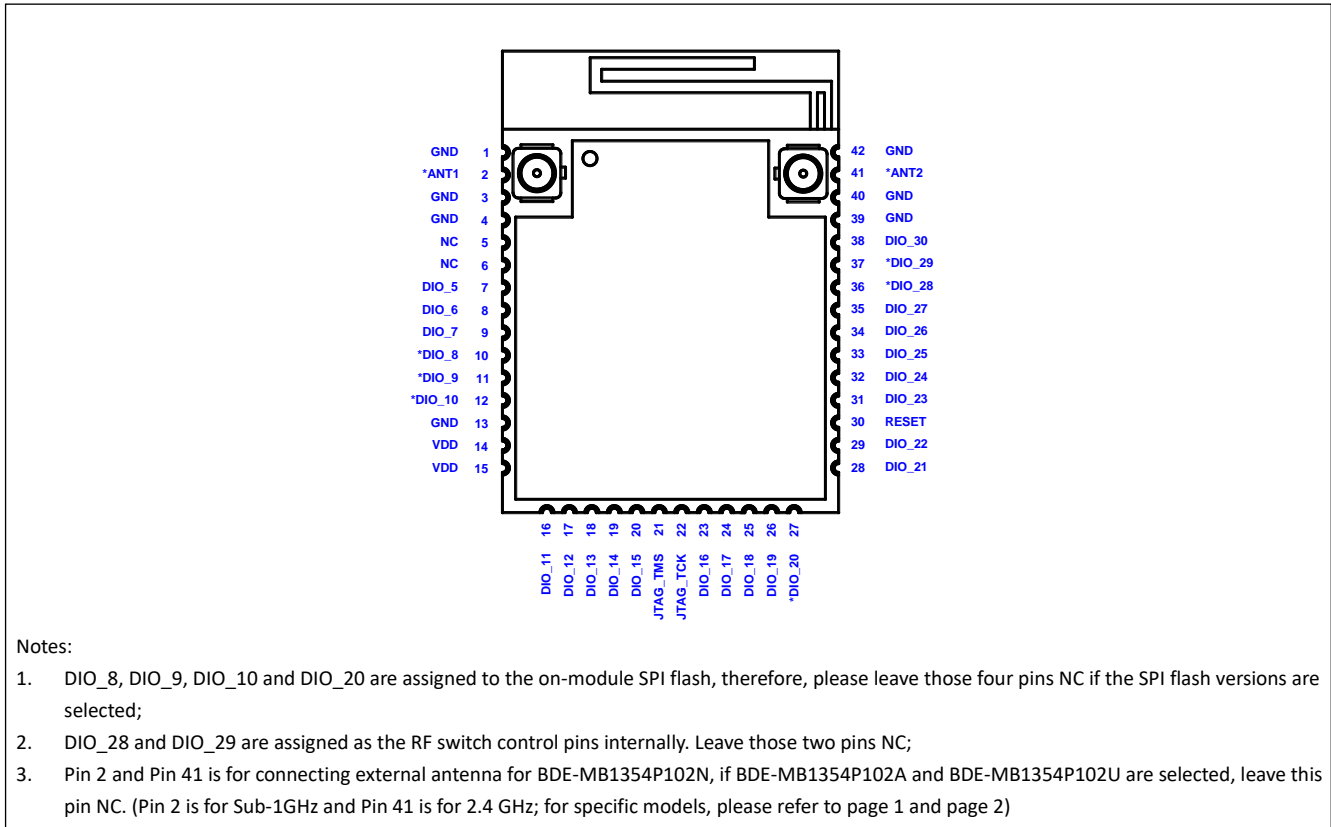 GND 1
*ANT1 2
GND 3
GND 4
NC 5
NC 6
DIO_5 7
DIO_6 8
DIO_7 9
*DIO_8 10
*DIO_9 11
*DIO_10 12
GND 13
VDD 14
VDD 15
16 DIO_11
17 DIO_12
18 DIO_13
19 DIO_14
20 DIO_15
21 JTAG_TMS
22 JTAG_TCK
23 DIO_16
24 DIO_17
25 DIO_18
26 DIO_19
27 *DIO_20
42 GND
41 *ANT2
40 GND
39 GND
38 DIO_30
37 *DIO_29
36 *DIO_28
35 DIO_27
34 DIO_26
33 DIO_25
32 DIO_24
31 DIO_23
30 RESET
29 DIO_22
28 DIO_21
Notes:
1. DIO_8, DIO_9, DIO_10 and DIO_20 are assigned to the on-module SPI flash, therefore, please leave those four pins NC if the SPI flash versions are
selected;
2. DIO_28 and DIO_29 are assigned as the RF switch control pins internally. Leave those two pins NC;
3. Pin 2 and Pin 41 is for connecting external antenna for BDE-MB1354P102N, if BDE-MB1354P102A and BDE-MB1354P102U are selected, leave this
pin NC. (Pin 2 is for Sub-1GHz and Pin 41 is for 2.4 GHz; for specific models, please refer to page 1 and page 2)